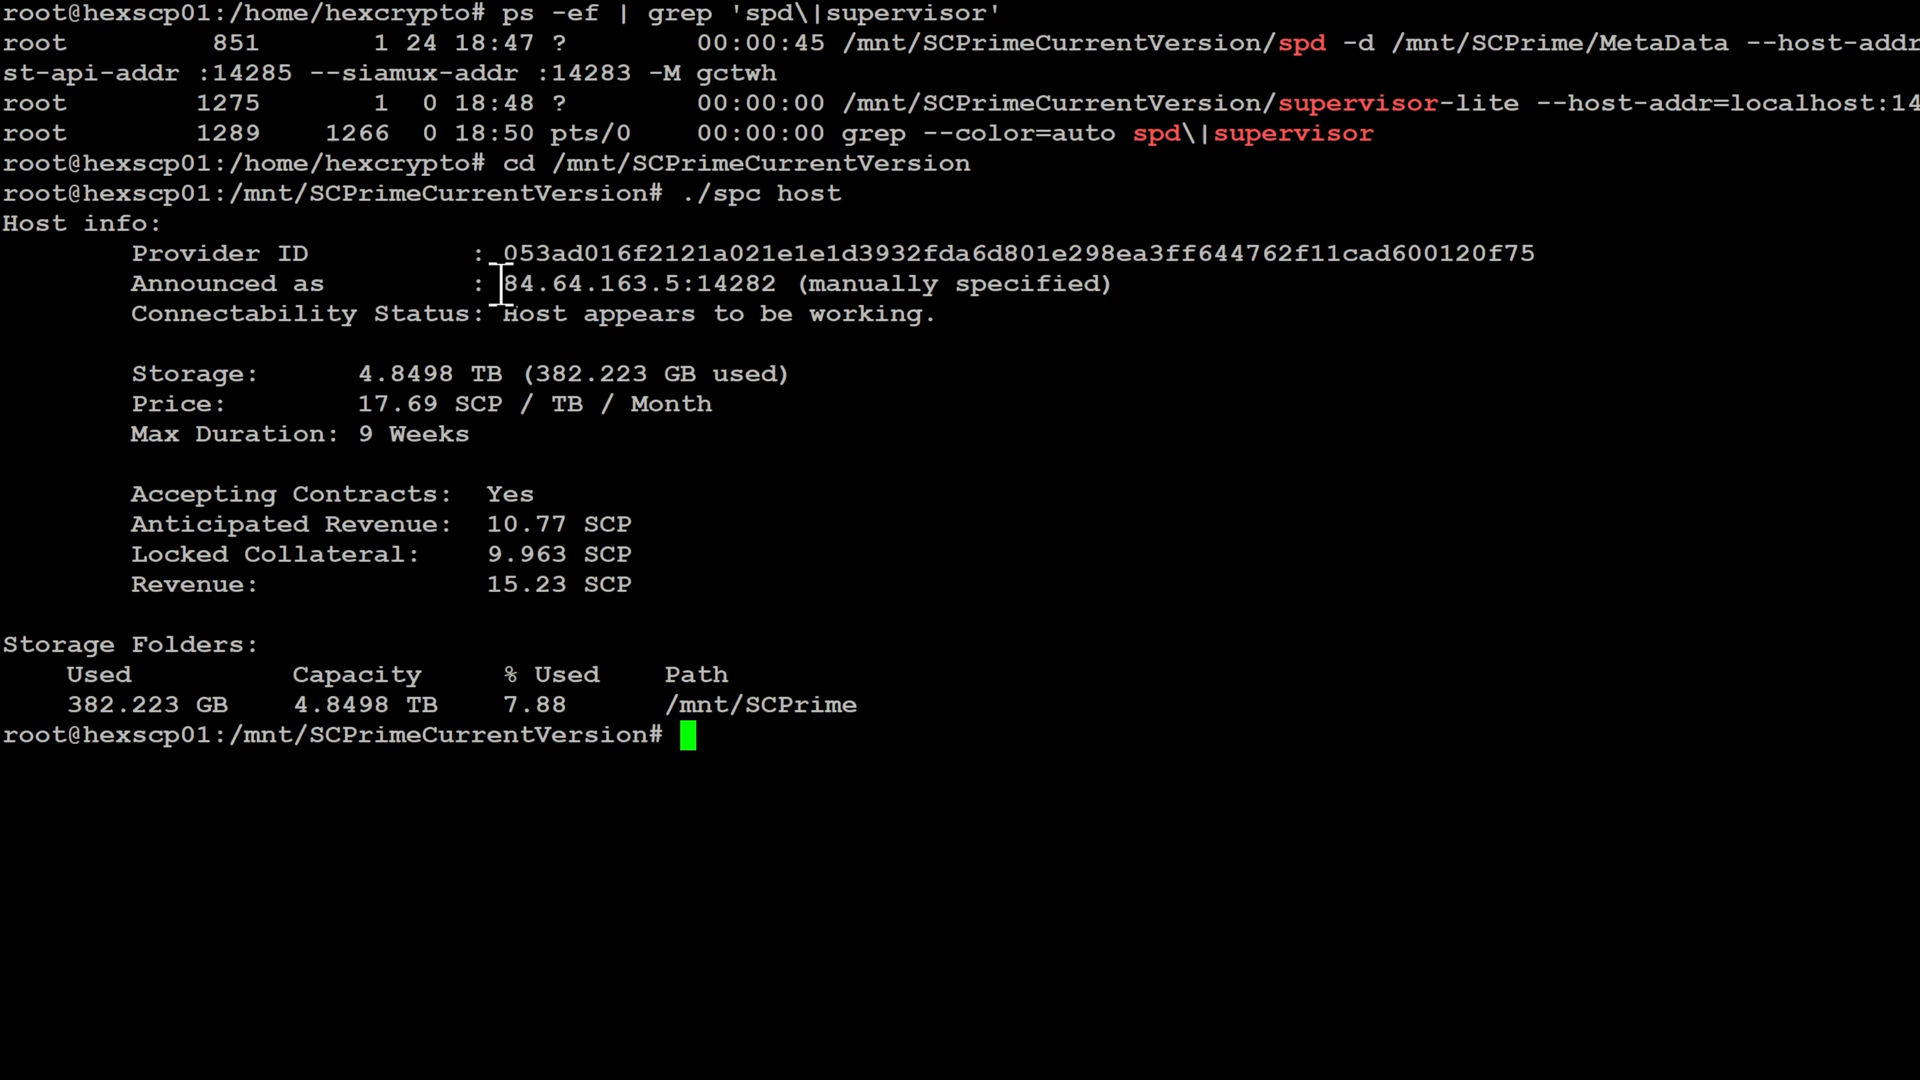 root@hexscp01:/home/hexcrypto# ps -ef | grep 'spd\|supervisor'
root 851 1 24 18:47 ? 00:00:45 /mnt/SCPrimeCurrentVersion/spd -d /mnt/SCPrime/MetaData --host-addr
st-api-addr :14285 --siamux-addr :14283 -M gctwh
root 1275 1 0 18:48 ? 00:00:00 /mnt/SCPrimeCurrentVersion/supervisor-lite --host-addr=localhost:14
root 1289 1266 0 18:50 pts/0 00:00:00 grep --color=auto spd\|supervisor
root@hexscp01:/home/hexcrypto# cd /mnt/SCPrimeCurrentVersion
root@hexscp01:/mnt/SCPrimeCurrentVersion# ./spc host
Host info:
Provider ID : 053ad016f2121a021e1e1d3932fda6d801e298ea3ff644762f11cad600120f75
Announced as : 84.64.163.5:14282 (manually specified)
Connectability Status: Host appears to be working.
Storage: 4.8498 TB (382.223 GB used)
Price: 17.69 SCP / TB / Month
Max Duration: 9 Weeks
Accepting Contracts: Yes
Anticipated Revenue: 10.77 SCP
Locked Collateral: 9.963 SCP
Revenue: 15.23 SCP
Storage Folders:
Used Capacity % Used Path
382.223 GB 4.8498 TB 7.88 /mnt/SCPrime
root@hexscp01:/mnt/SCPrimeCurrentVersion#